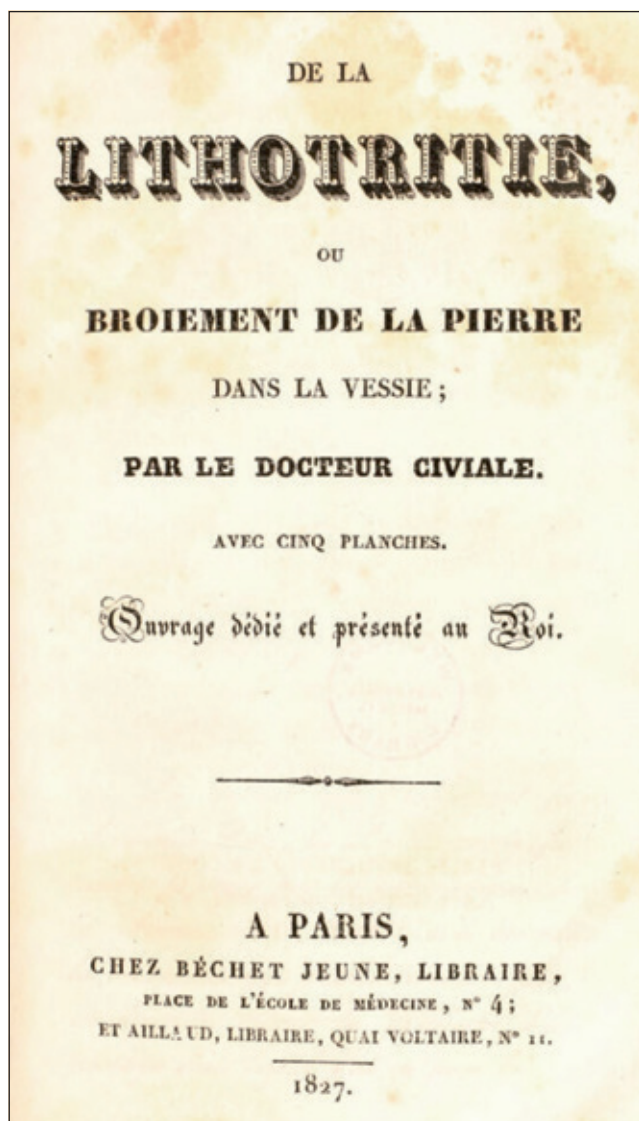 DE LA
LITHOTRITIE,
OU
BROIEMENT DE LA PIERRE
DANS LA VESSIE ;
PAR LE DOCTEUR CIVIALE.
AVEC CINQ PLANCHES.
Ouvrage dédié et présenté au Roi.
A PARIS,
CHEZ BÉCHET JEUNE, LIBRAIRE,
PLACE DE L'ÉCOLE DE MÉDECINE, N° 4 ;
ET AILLAUD, LIBRAIRE, QUAI VOLTAIRE, N° 11.
1827.